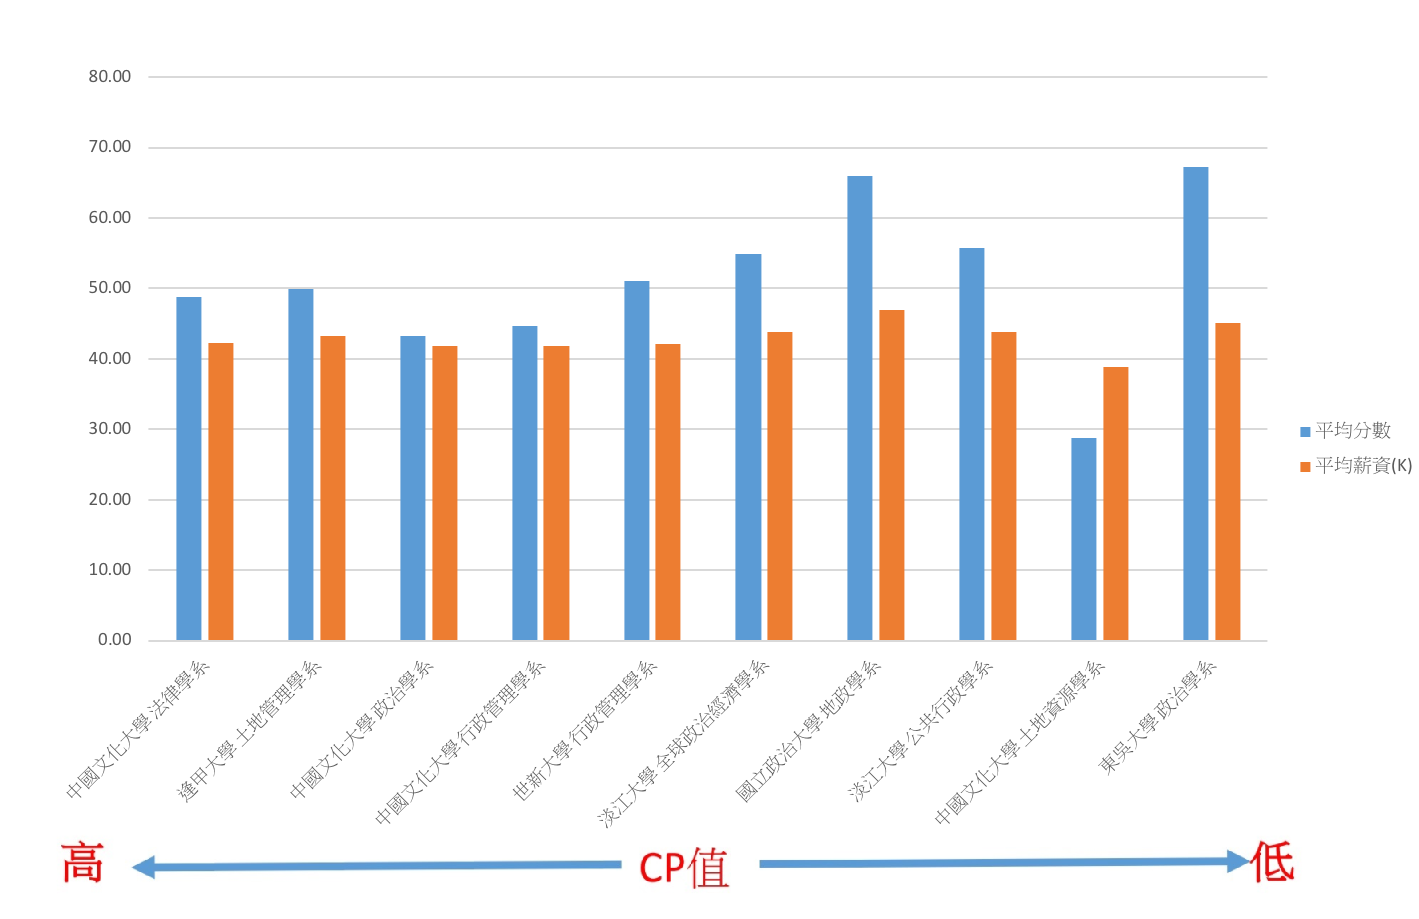 80.00
70.00
60.00
50.00
40.00
30.00
20.00
10.00
0.00
中國文化大學 法律學系
逢甲大學 土地管理學系
中國文化大學 政治學系
中國文化大學 行政管理學系
世新大學 行政管理學系
淡江大學 全球政治經濟學系
國立政治大學 地政學系
淡江大學 公共行政學系
中國文化大學 土地資源學系
東吳大學 政治學系
平均分數
平均薪資(K)
高 CP值 低